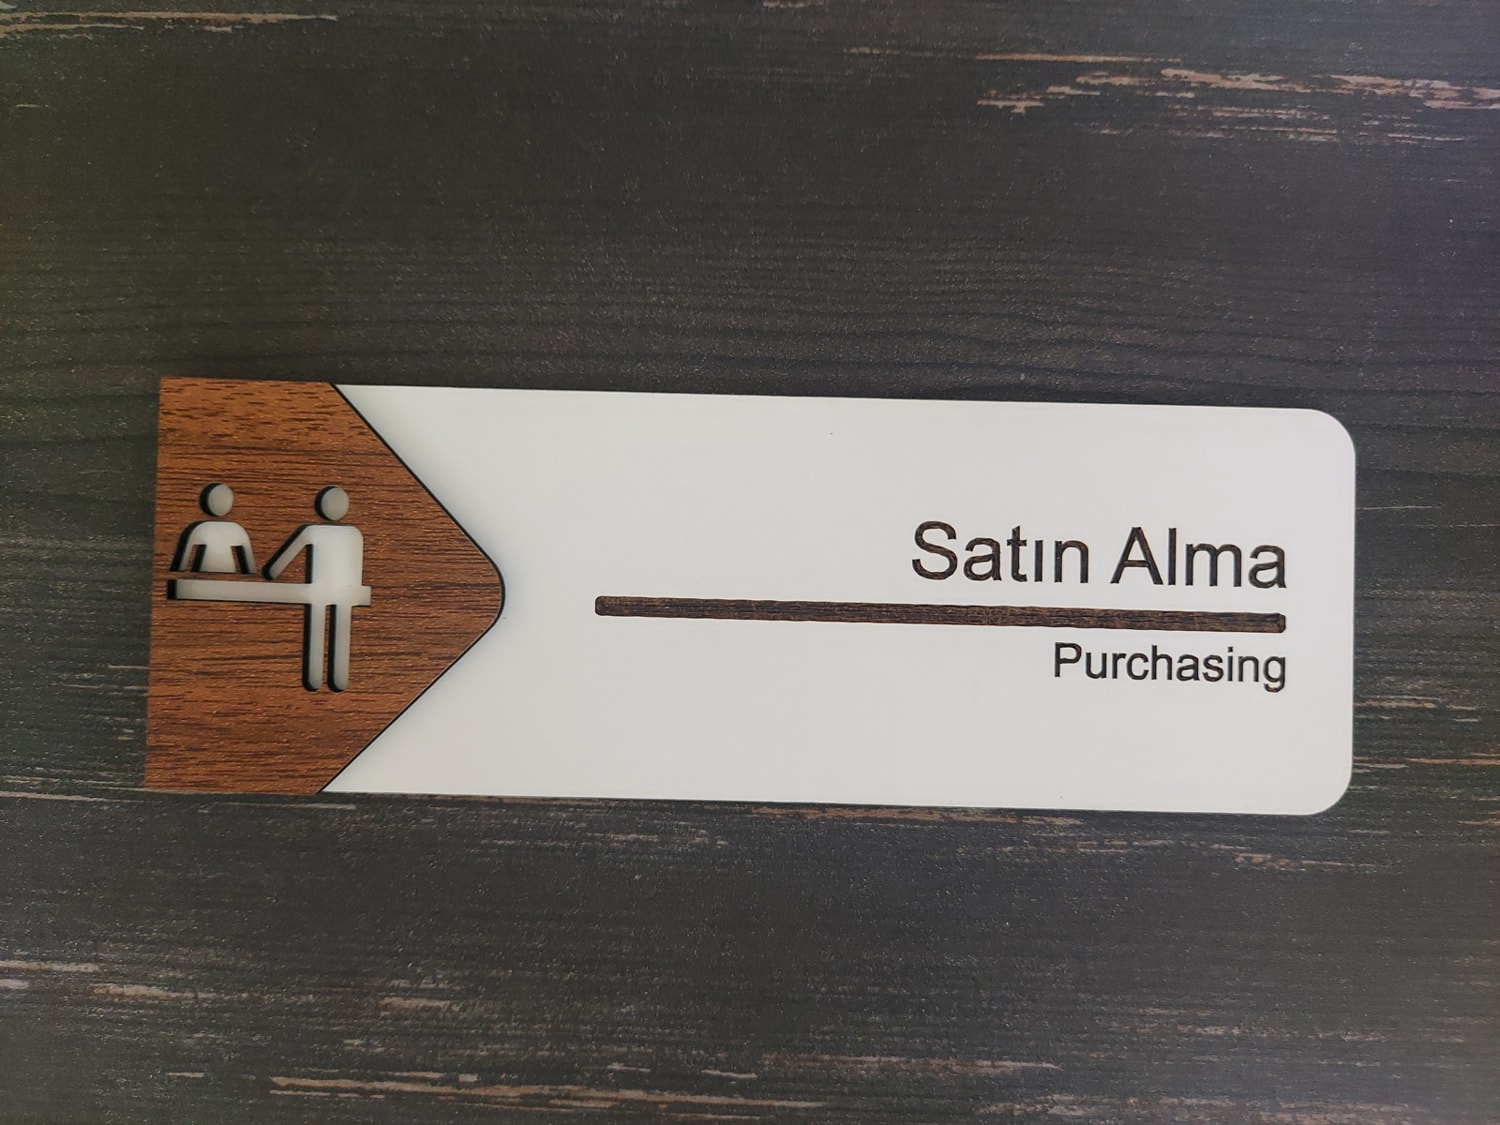 Satın Alma
Purchasing